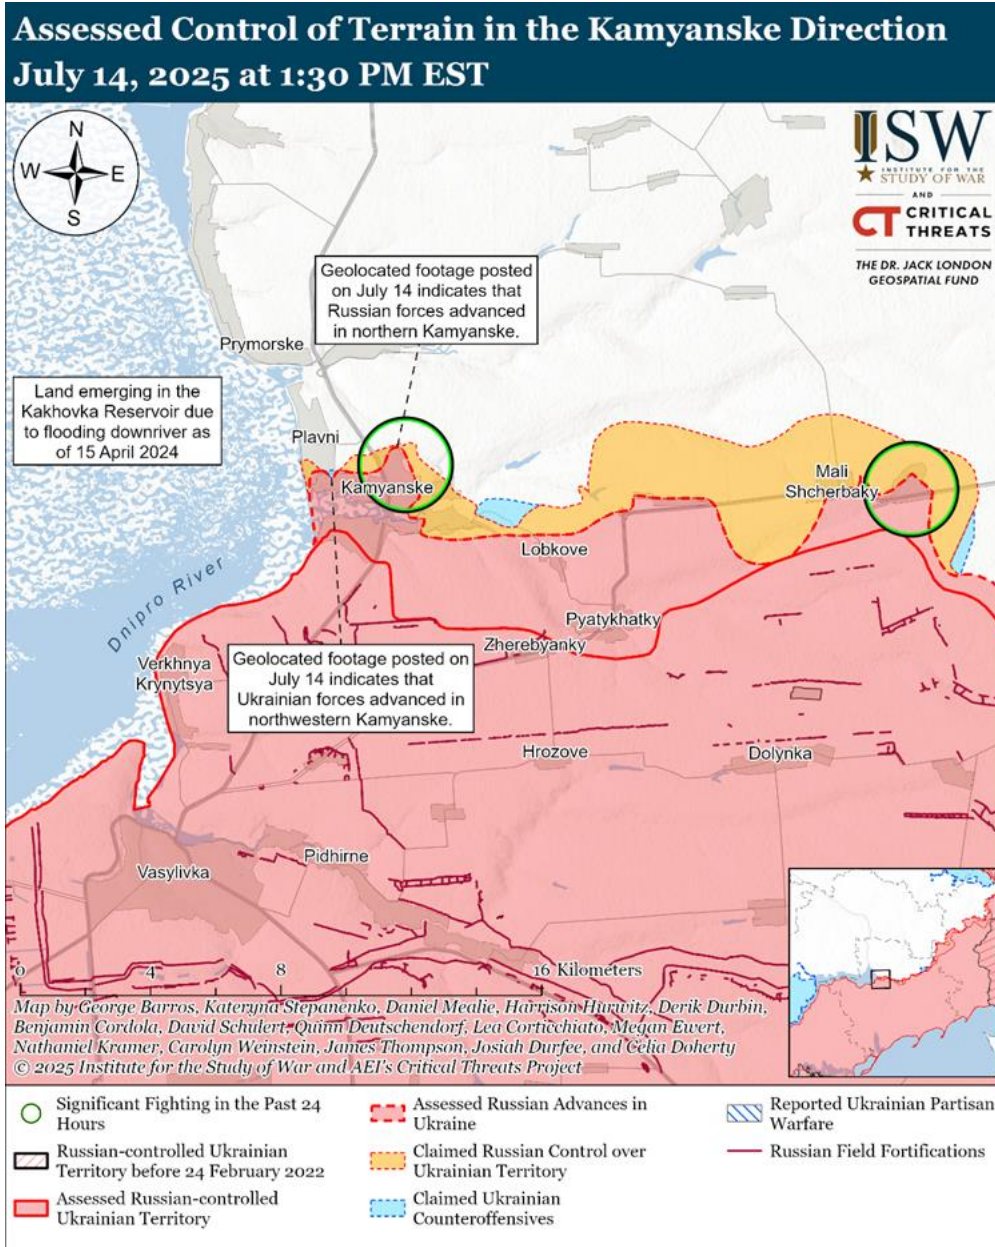 Assessed Control of Terrain in the Kamyanske Direction
July 14, 2025 at 1:30 PM EST
N
W
E
S
ISW
INSTITUTE FOR THE
STUDY OF WAR
AND
CT CRITICAL
THREATS
THE DR. JACK LONDON
GEOSPATIAL FUND
Geolocated footage posted
on July 14 indicates that
Russian forces advanced
in northern Kamyanske.
Prymorske
Land emerging in the
Kakhovka Reservoir due
to flooding downriver as
of 15 April 2024
Plavni
Kamyanske
Mali
Shcherbaky
Lobkove
Dnipro River
Pyatykhatky
Zherebyanky
Verkhnya
Krynytsya
Geolocated footage posted on
July 14 indicates that
Ukrainian forces advanced in
northwestern Kamyanske.
Hrozove
Dolynka
Vasylivka
Pidhirne
0
4
8
16 Kilometers
Map by George Barros, Kateryna Stepanenko, Daniel Mealie, Harrison Hurwitz, Derik Durbin,
Benjamin Cordola, David Schulert, Quinn Deutschendorf, Lea Corticchiato, Megan Ewert,
Nathaniel Kramer, Carolyn Weinstein, James Thompson, Josiah Durfee, and Celia Doherty
© 2025 Institute for the Study of War and AEI's Critical Threats Project
Significant Fighting in the Past 24
Hours
Russian-controlled Ukrainian
Territory before 24 February 2022
Assessed Russian-controlled
Ukrainian Territory
Assessed Russian Advances in
Ukraine
Claimed Russian Control over
Ukrainian Territory
Claimed Ukrainian
Counteroffensives
Reported Ukrainian Partisan
Warfare
Russian Field Fortifications